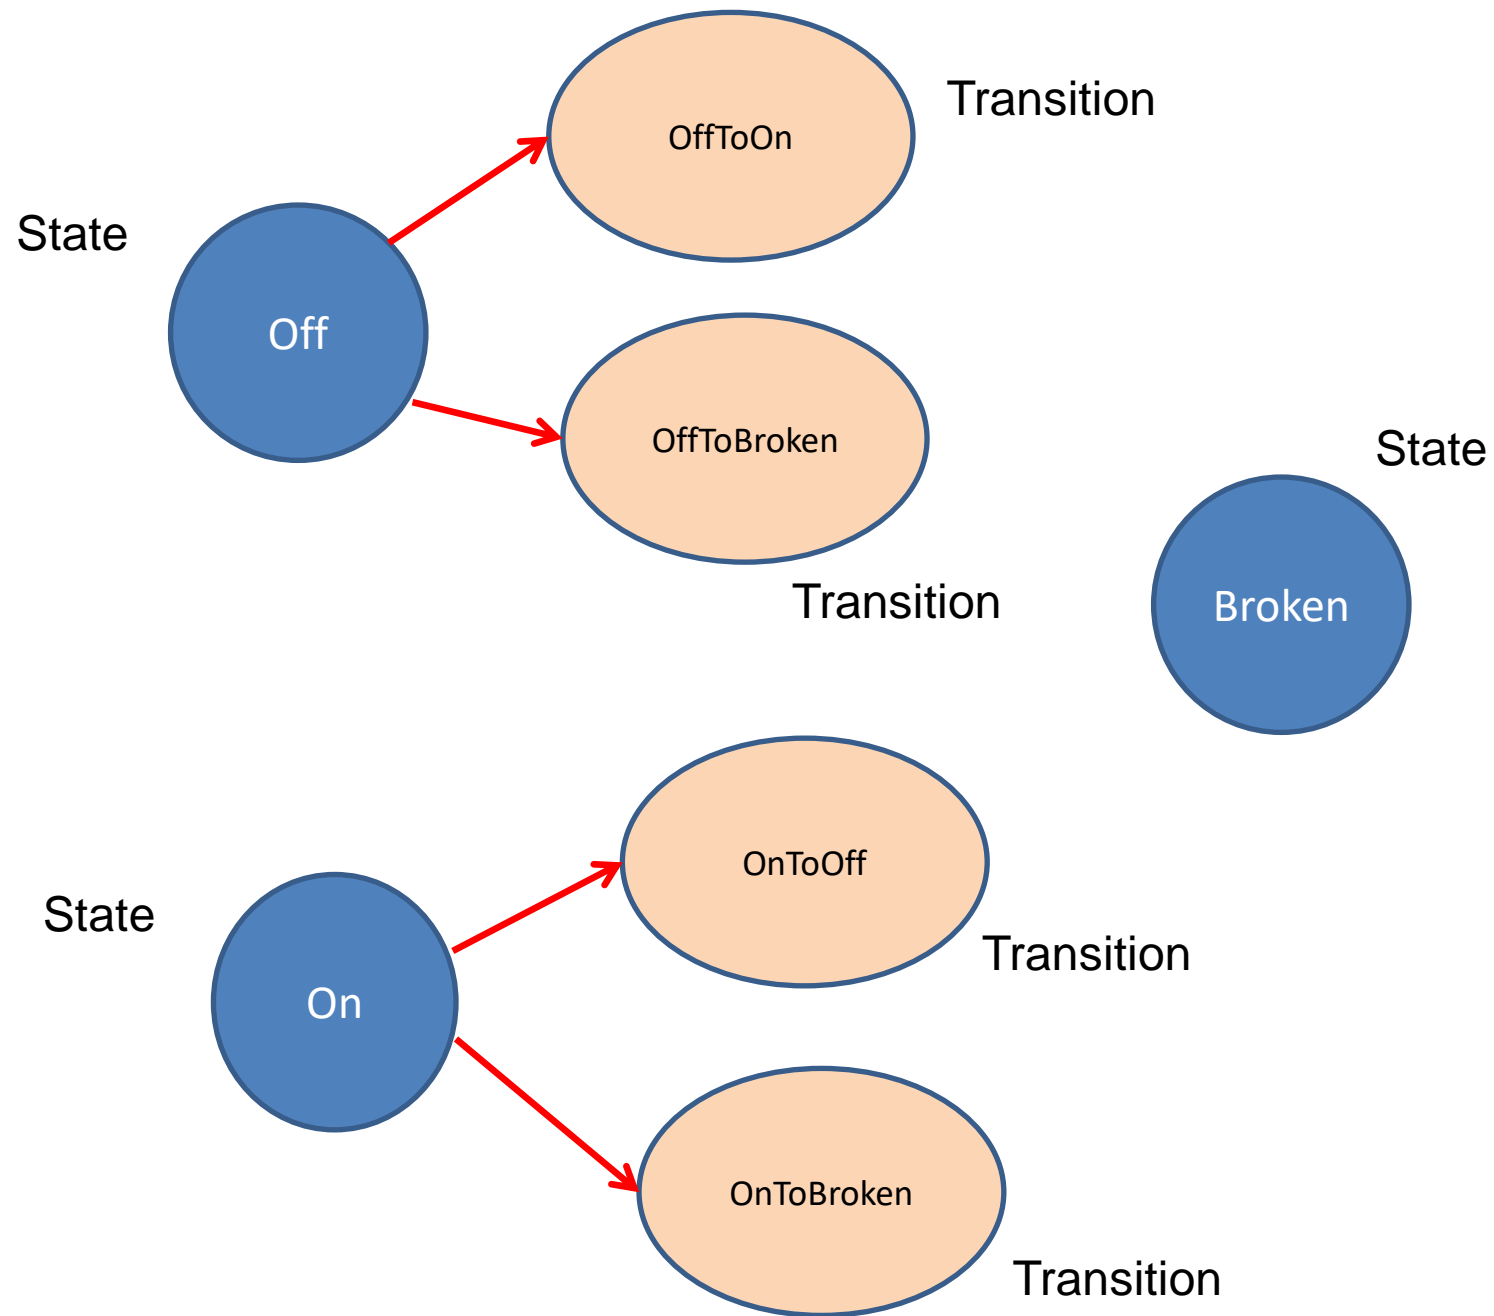 Transition
OffToOn
State
Off
OffToBroken
State
Transition
Broken
OnToOff
State
Transition
On
OnToBroken
Transition